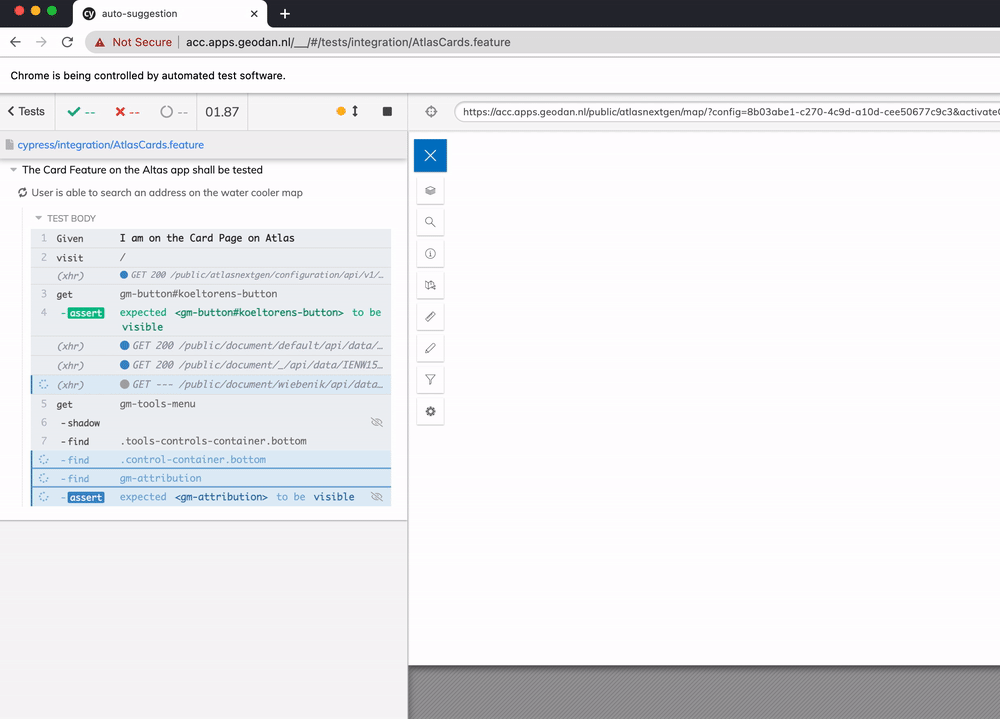 cy auto-suggestion
Not Secure acc.apps.geodan.nl/__/#/tests/integration/AtlasCards.feature
Chrome is being controlled by automated test software.
Tests -- -- -- 01.87
https://acc.apps.geodan.nl/public/atlasnextgen/map/?config=8b03abe1-c270-4c9d-a10d-cee50677c9c3&activate
cypress/integration/AtlasCards.feature
The Card Feature on the Altas app shall be tested
User is able to search an address on the water cooler map
TEST BODY
1 Given I am on the Card Page on Atlas
2 visit /
(xhr) GET 200 /public/atlasnextgen/configuration/api/v1/…
3 get gm-button#koeltorens-button
4 -assert expected <gm-button#koeltorens-button> to be
visible
(xhr) GET 200 /public/document/default/api/data/…
(xhr) GET 200 /public/document/_/api/data/IENW15…
(xhr) GET --- /public/document/wiebenik/api/data…
5 get gm-tools-menu
6 -shadow
7 -find .tools-controls-container.bottom
-find .control-container.bottom
-find gm-attribution
-assert expected <gm-attribution> to be visible